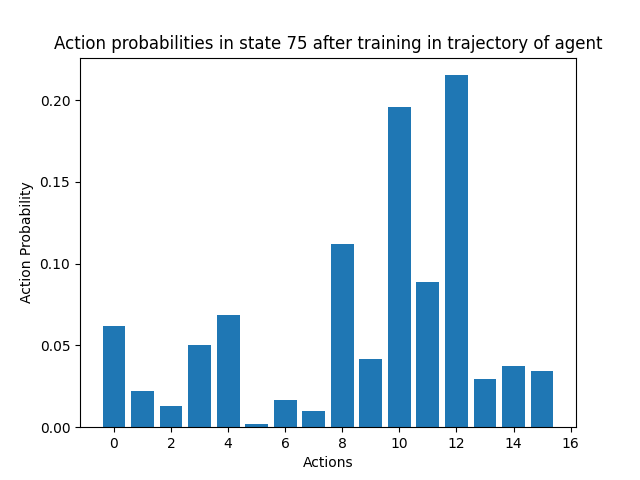 Action probabilities in state 75 after training in trajectory of agent
0.20
0.15
0.10
0.05
0.00
Action Probability
0 2 4 6 8 10 12 14 16
Actions